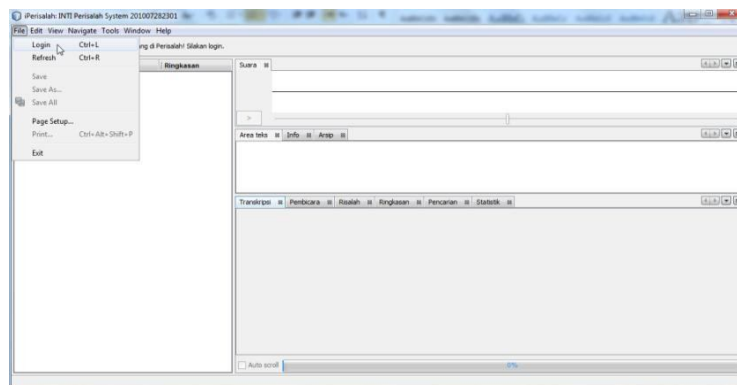 iPerisalah: INTI Perisalah System 201007282301
File Edit View Navigate Tools Window Help
Login Ctrl+L
ng di Perisalah! Silakan login.
Refresh Ctrl+R
Ringkasan
Suara
Save
Save As...
Save All
Page Setup...
Print... Ctrl+Alt+Shift+P
Area teks Info Arsip
Exit
Transkripsi Pembicara Risalah Ringkasan Pencarian Statistik
Auto scroll
0%